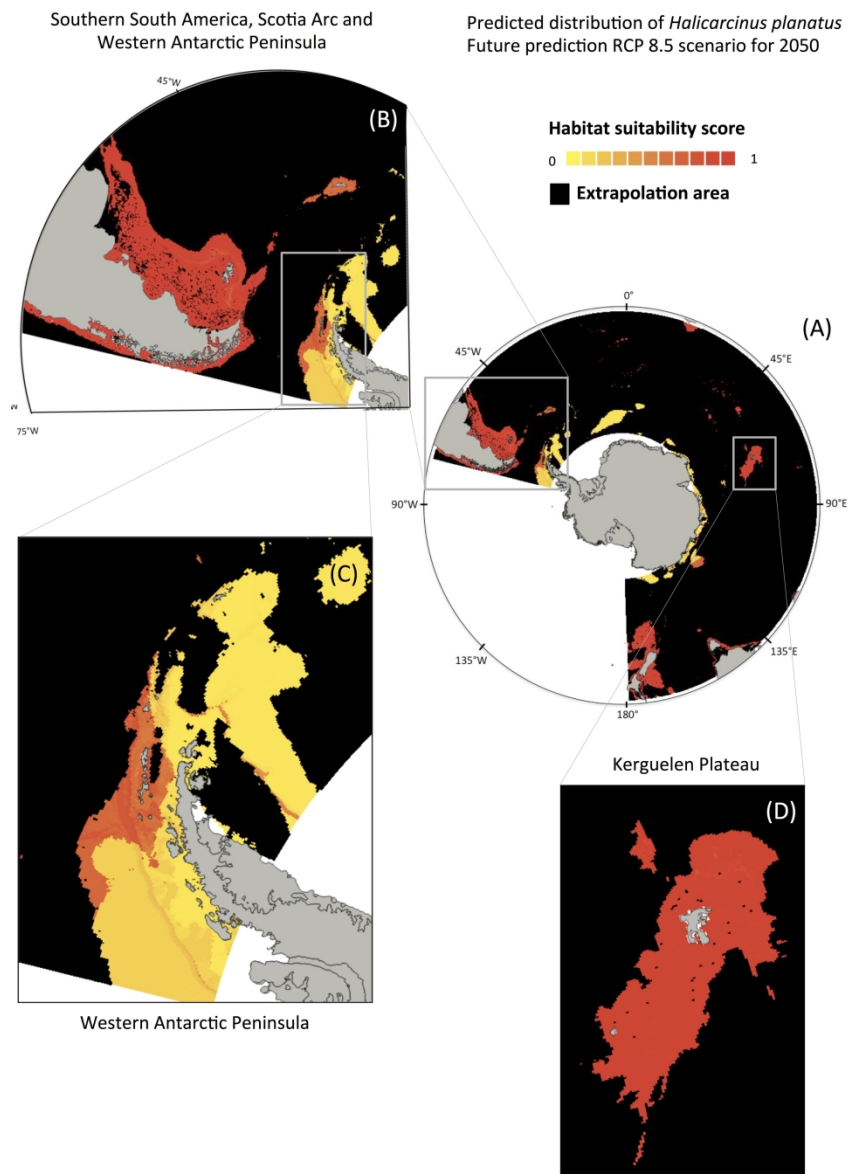 Southern South America, Scotia Arc and
Western Antarctic Peninsula
Predicted distribution of Halicarcinus planatus
Future prediction RCP 8.5 scenario for 2050
45°W
(B)
Habitat suitability score
0
1
Extrapolation area
2
75°W
0°
(A)
45°W
45°E
90°W
90°E
135°W
135°E
180°
(C)
Western Antarctic Peninsula
Kerguelen Plateau
(D)